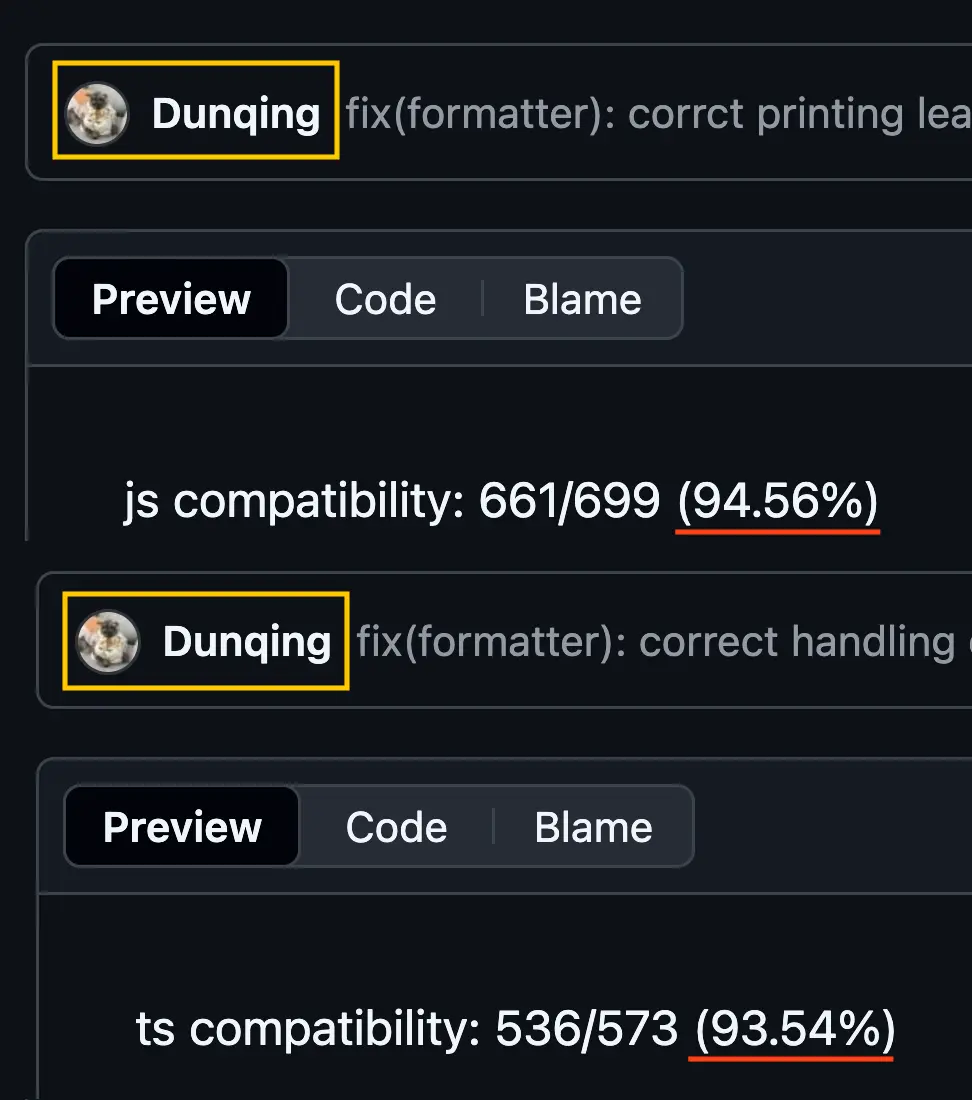 Dunqing fix(formatter): corrct printing lea
Preview Code Blame
js compatibility: 661/699 (94.56%)
Dunqing fix(formatter): correct handling
Preview Code Blame
ts compatibility: 536/573 (93.54%)